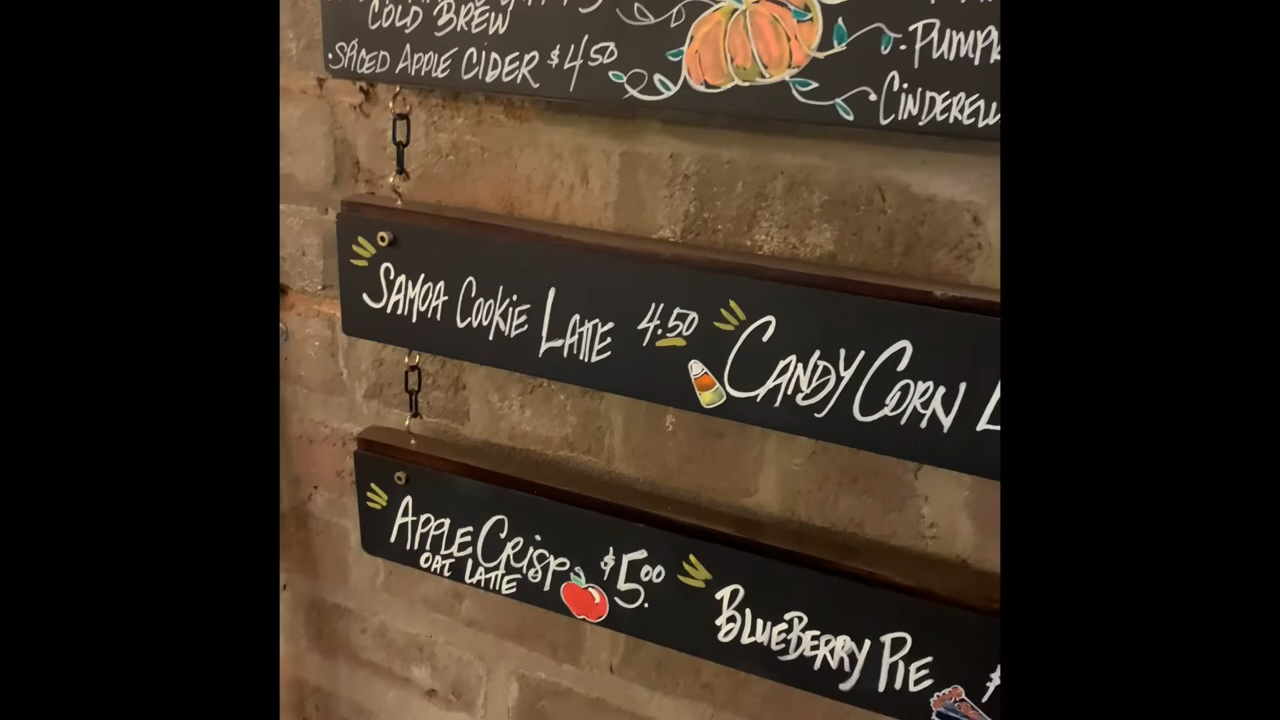 COLD BREW
·SPICED APPLE CIDER $4.50
·PUMP
CINDERELL
SAMOA COOKIE LATTE 4.50
CANDY CORN L
APPLE CRISP $5.00
OAT LATTE
BLUEBERRY PIE $